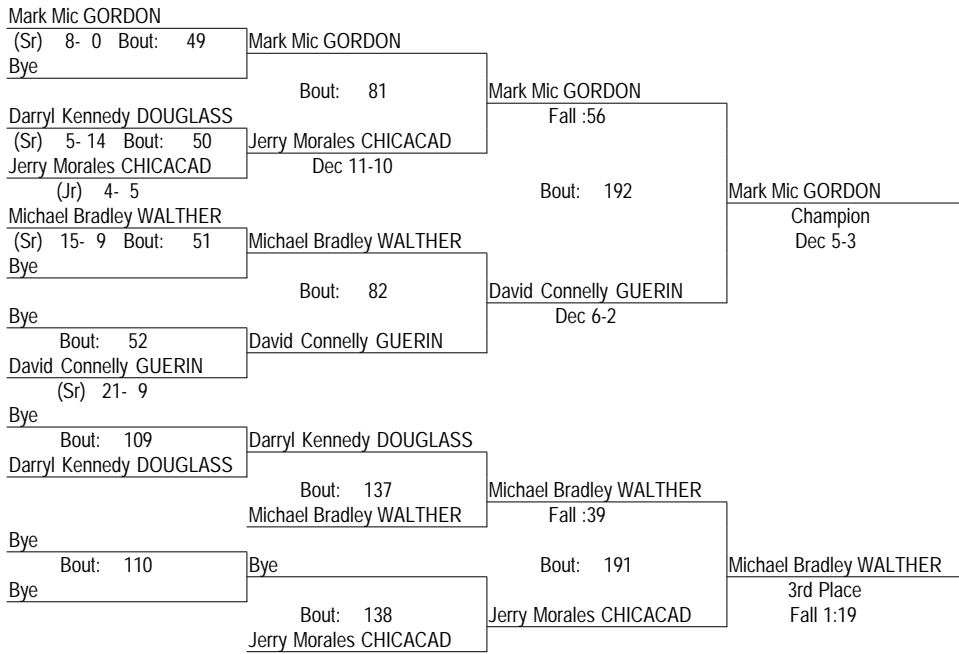 Mark Mic GORDON
(Sr) 8- 0 Bout: 49 Mark Mic GORDON
Bye
Bout: 81 Mark Mic GORDON
Darryl Kennedy DOUGLASS Fall :56
(Sr) 5- 14 Bout: 50 Jerry Morales CHICACAD
Jerry Morales CHICACAD Dec 11-10
(Jr) 4- 5 Bout: 192 Mark Mic GORDON
Michael Bradley WALTHER Champion
(Sr) 15- 9 Bout: 51 Michael Bradley WALTHER Dec 5-3
Bye
Bout: 82 David Connelly GUERIN
Bye Dec 6-2
Bout: 52 David Connelly GUERIN
David Connelly GUERIN
(Sr) 21- 9
Bye
Bout: 109 Darryl Kennedy DOUGLASS
Darryl Kennedy DOUGLASS
Bout: 137 Michael Bradley WALTHER
Michael Bradley WALTHER Fall :39
Bye
Bout: 110 Bye Bout: 191 Michael Bradley WALTHER
Bye 3rd Place
Bout: 138 Jerry Morales CHICACAD Fall 1:19
Jerry Morales CHICACAD